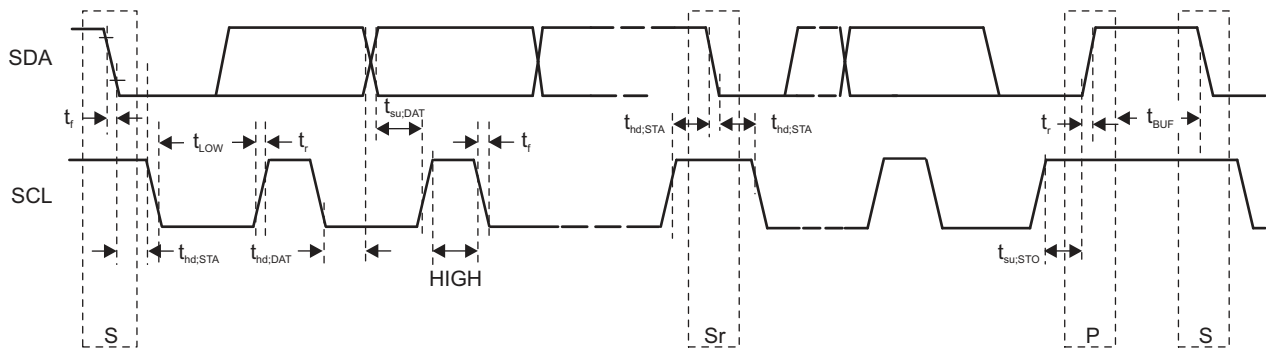 SDA
t_f
t_LOW
t_r
t_su;DAT
t_f
t_hd;STA
t_hd;STA
t_r
t_BUF
SCL
t_hd;STA
t_hd;DAT
HIGH
t_su;STO
S
Sr
P
S